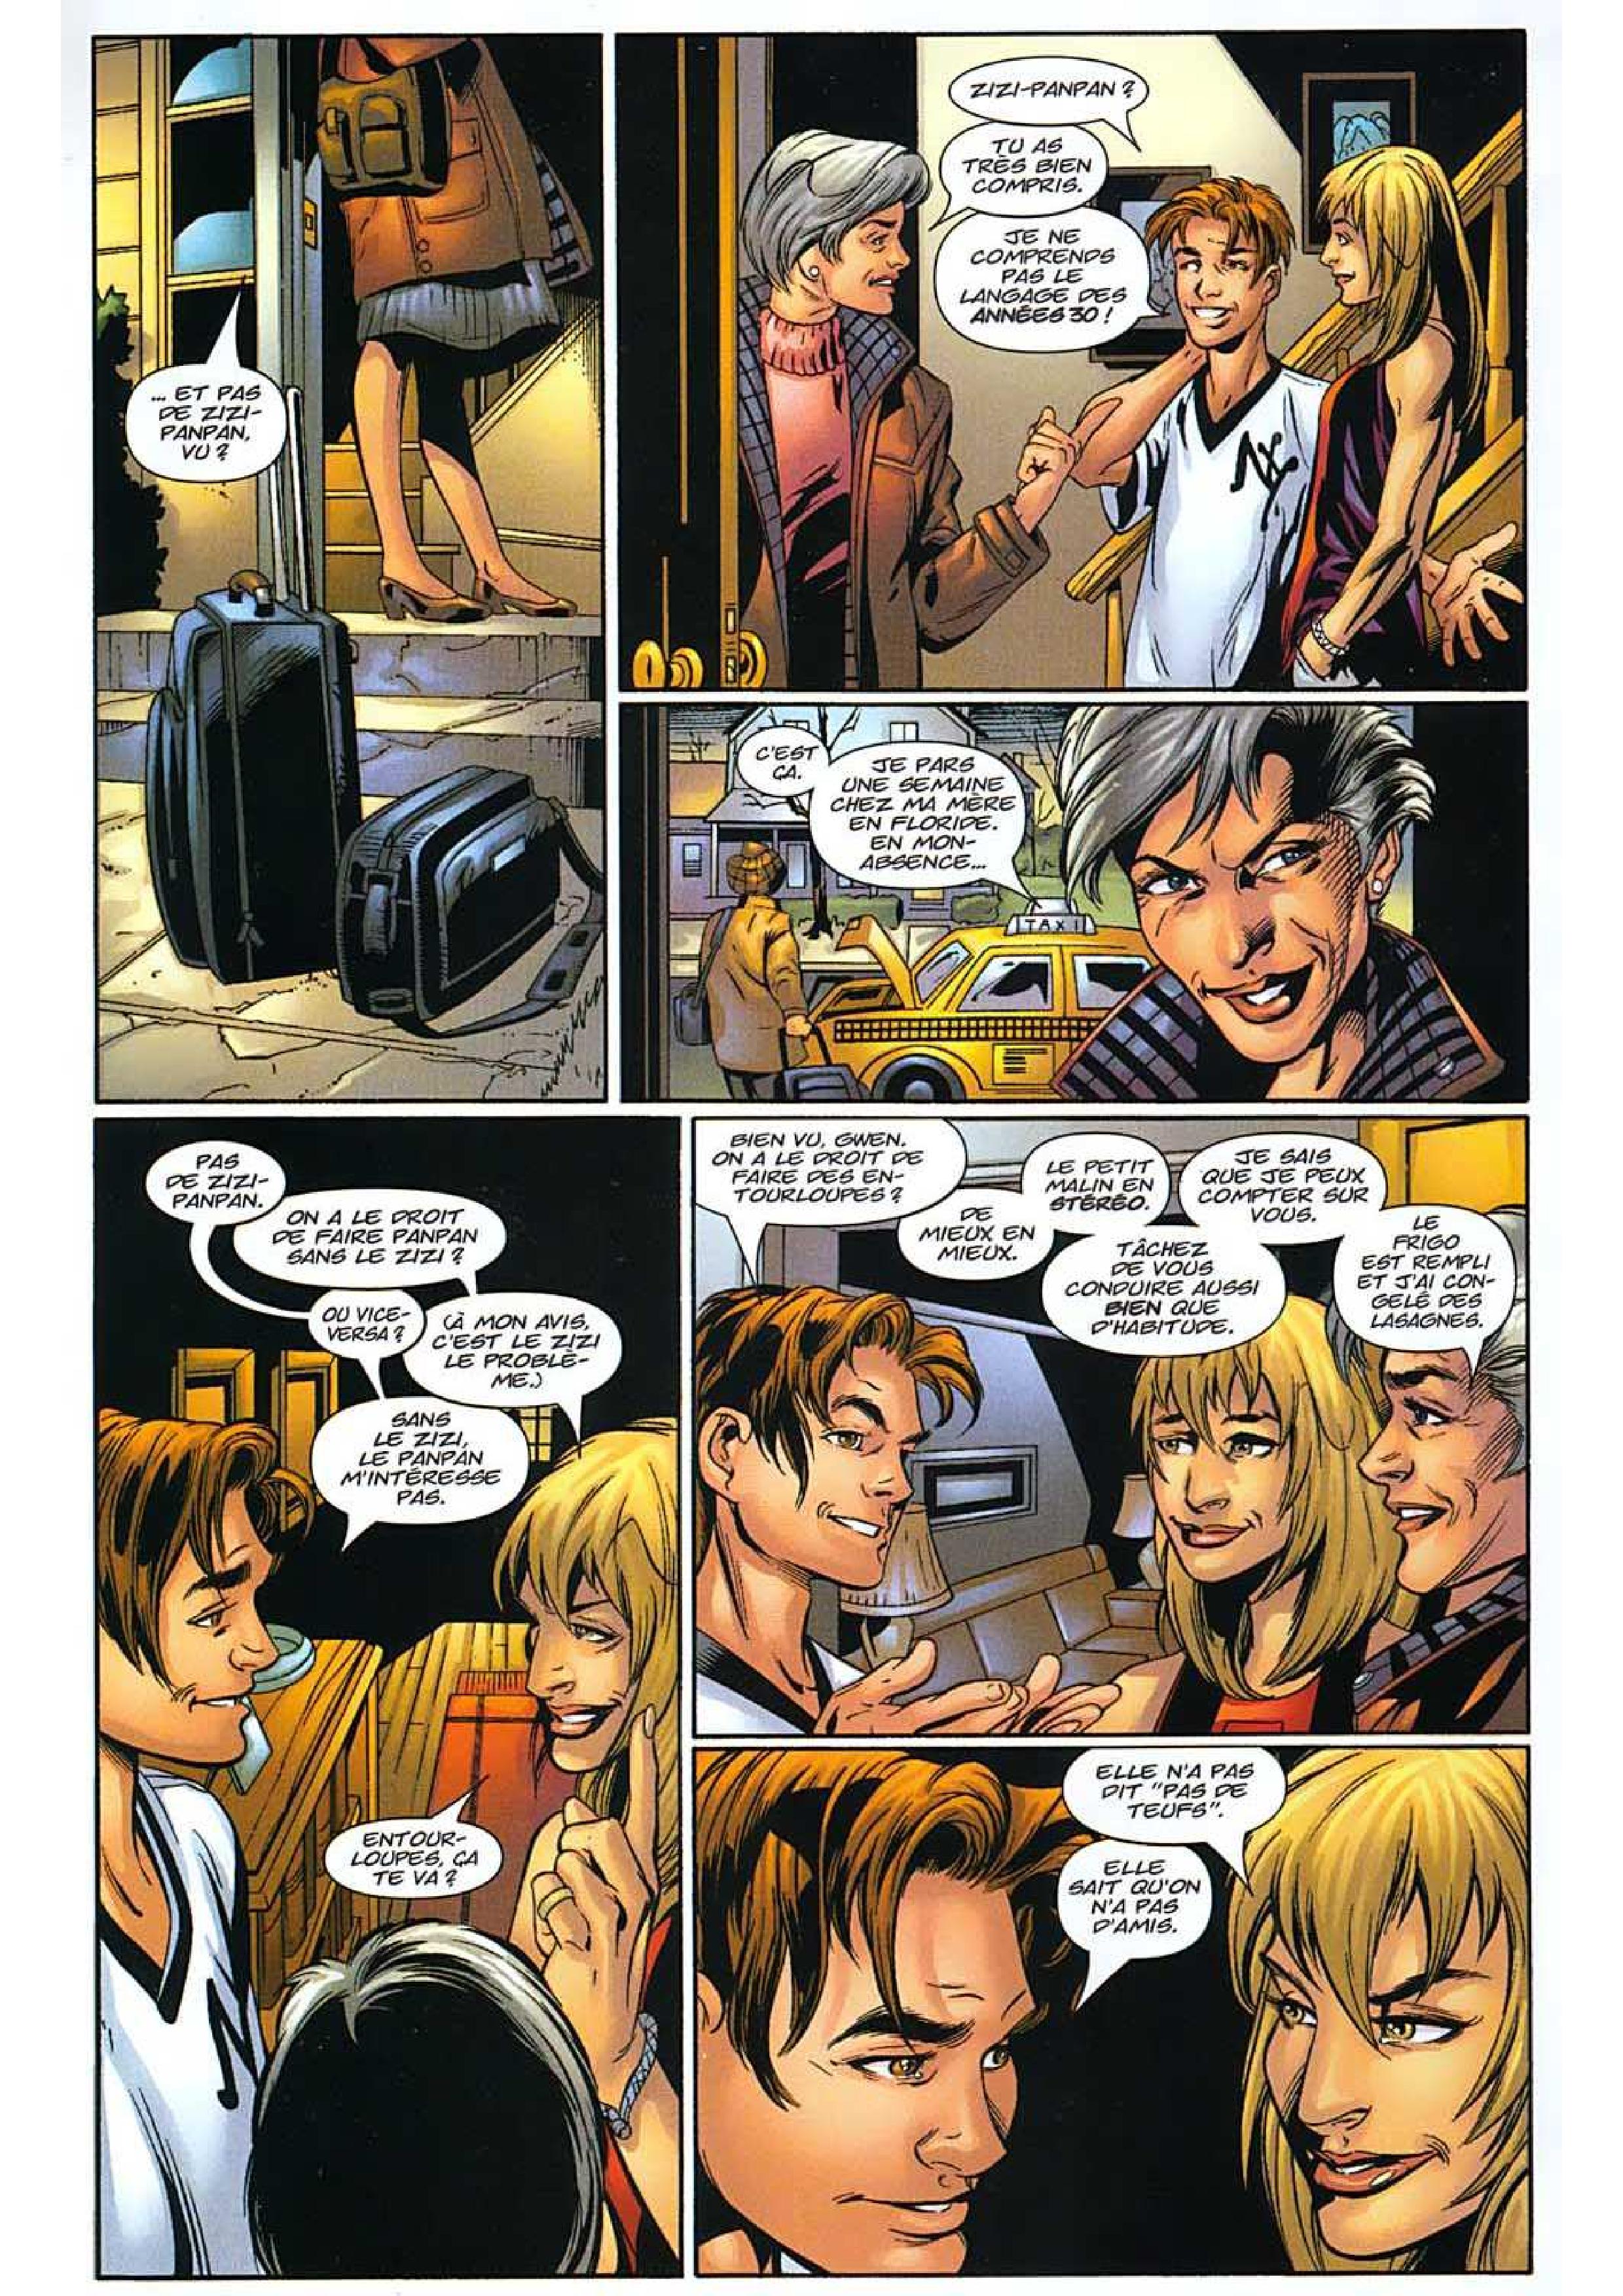 ... ET PAS
DE ZIZI-
PANPAN,
VU ?
ZIZI-PANPAN ?
TU AS
TRÈS BIEN
COMPRIS.
JE NE
COMPRENDS
PAS LE
LANGAGE DES
ANNÉES 30 !
C'EST
ÇA.
JE PARS
UNE SEMAINE
CHEZ MA MÈRE
EN FLORIDE.
EN MON-
ABSENCE...
TAXI
PAS
DE ZIZI-
PANPAN.
ON A LE DROIT
DE FAIRE PANPAN
SANS LE ZIZI ?
OU VICE-
VERSA ?
(À MON AVIS,
C'EST LE ZIZI
LE PROBLÈ-
ME.)
SANS
LE ZIZI,
LE PANPAN
M'INTÉRESSE
PAS.
ENTOUR-
LOUPES, ÇA
TE VA ?
BIEN VU, GWEN.
ON A LE DROIT DE
FAIRE DES EN-
TOURLOUPES ?
DE
MIEUX EN
MIEUX.
LE PETIT
MALIN EN
STÉRÉO.
TÂCHEZ
DE VOUS
CONDUIRE AUSSI
BIEN QUE
D'HABITUDE.
JE SAIS
QUE JE PEUX
COMPTER SUR
VOUS.
LE
FRIGO
EST REMPLI
ET J'AI CON-
GELÉ DES
LASAGNES.
ELLE N'A PAS
DIT "PAS DE
TEUFS".
ELLE
SAIT QU'ON
N'A PAS
D'AMIS.